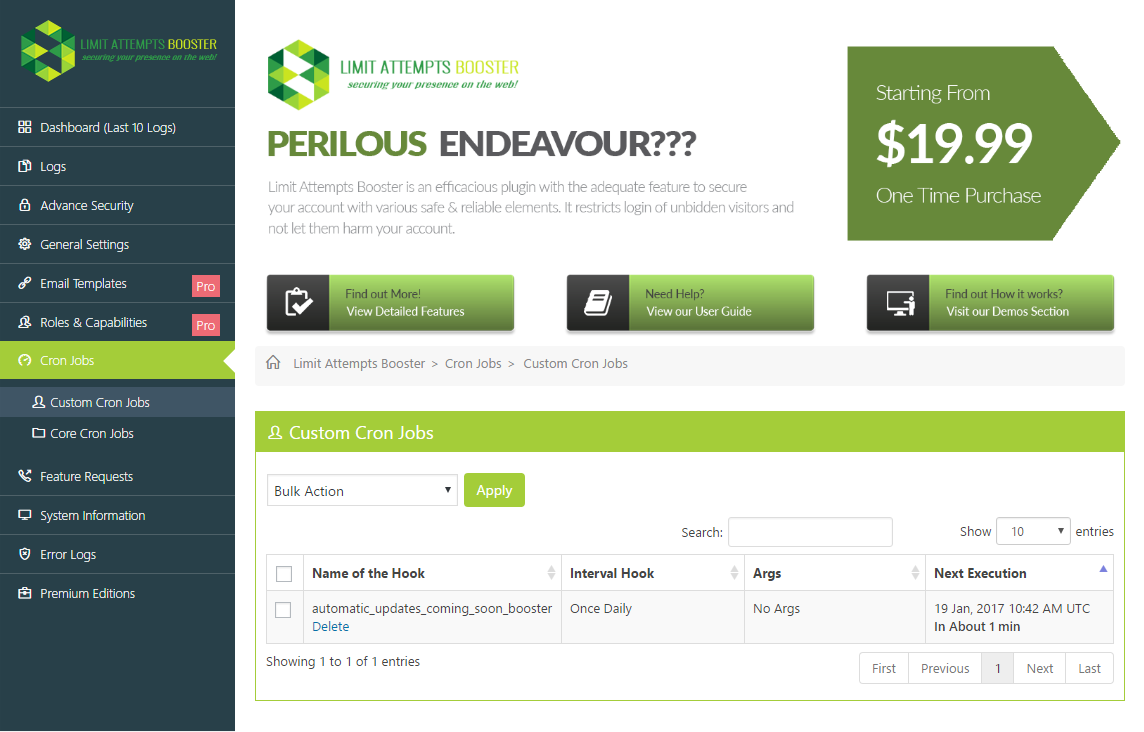 LIMIT ATTEMPTS BOOSTER
securing your presence on the web!
Dashboard (Last 10 Logs)
Logs
Advance Security
General Settings
Email Templates Pro
Roles & Capabilities Pro
Cron Jobs
Custom Cron Jobs
Core Cron Jobs
Feature Requests
System Information
Error Logs
Premium Editions
LIMIT ATTEMPTS BOOSTER
securing your presence on the web!
PERILOUS ENDEAVOUR???
Limit Attempts Booster is an efficacious plugin with the adequate feature to secure
your account with various safe & reliable elements. It restricts login of unbidden visitors and
not let them harm your account.
Starting From
$19.99
One Time Purchase
Find out More!
View Detailed Features
Need Help?
View our User Guide
Find out How it works?
Visit our Demos Section
Limit Attempts Booster > Cron Jobs > Custom Cron Jobs
Custom Cron Jobs
Bulk Action Apply
Search: Show 10 entries
Name of the Hook Interval Hook Args Next Execution
automatic_updates_coming_soon_booster Once Daily No Args 19 Jan, 2017 10:42 AM UTC
Delete In About 1 min
Showing 1 to 1 of 1 entries
First Previous 1 Next Last